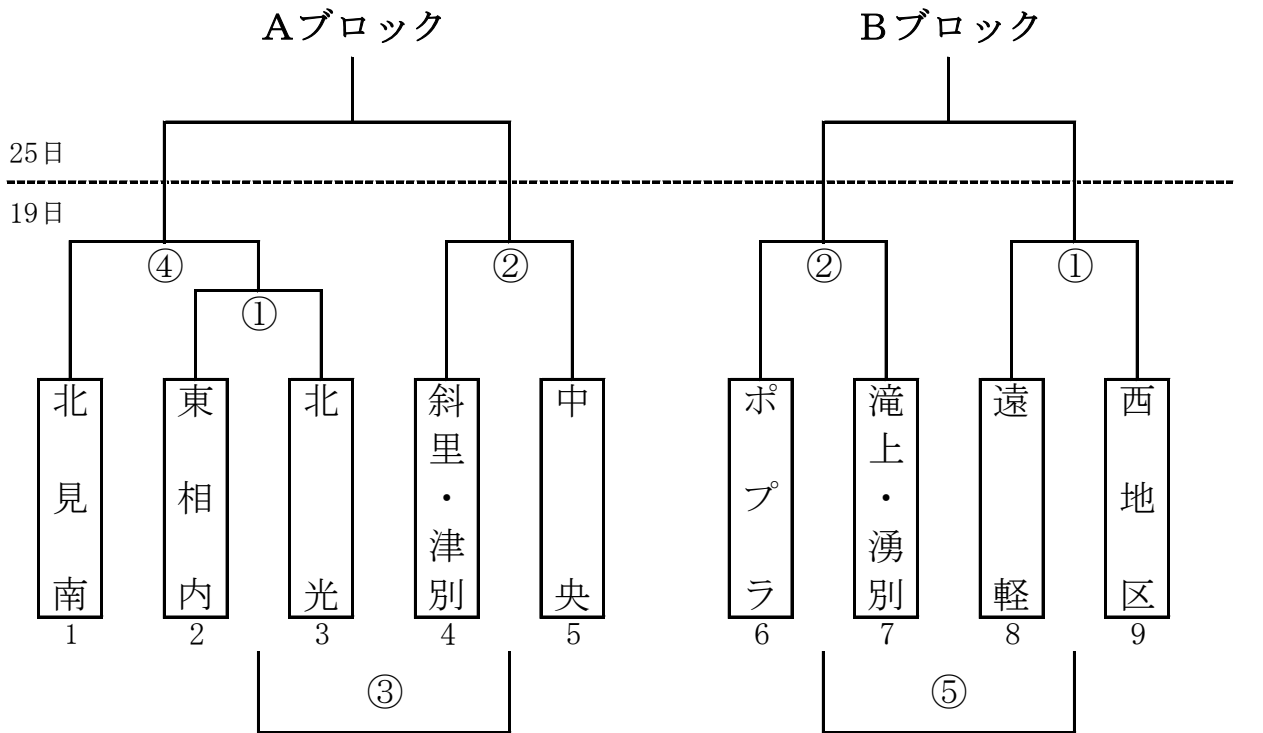 Aブロック
Bブロック
25日
19日
④
②
②
①
①
北見南
東相内
北光
斜里・津別
中央
ポプラ
滝上・湧別
遠軽
西地区
1
2
3
4
5
6
7
8
9
③
⑤